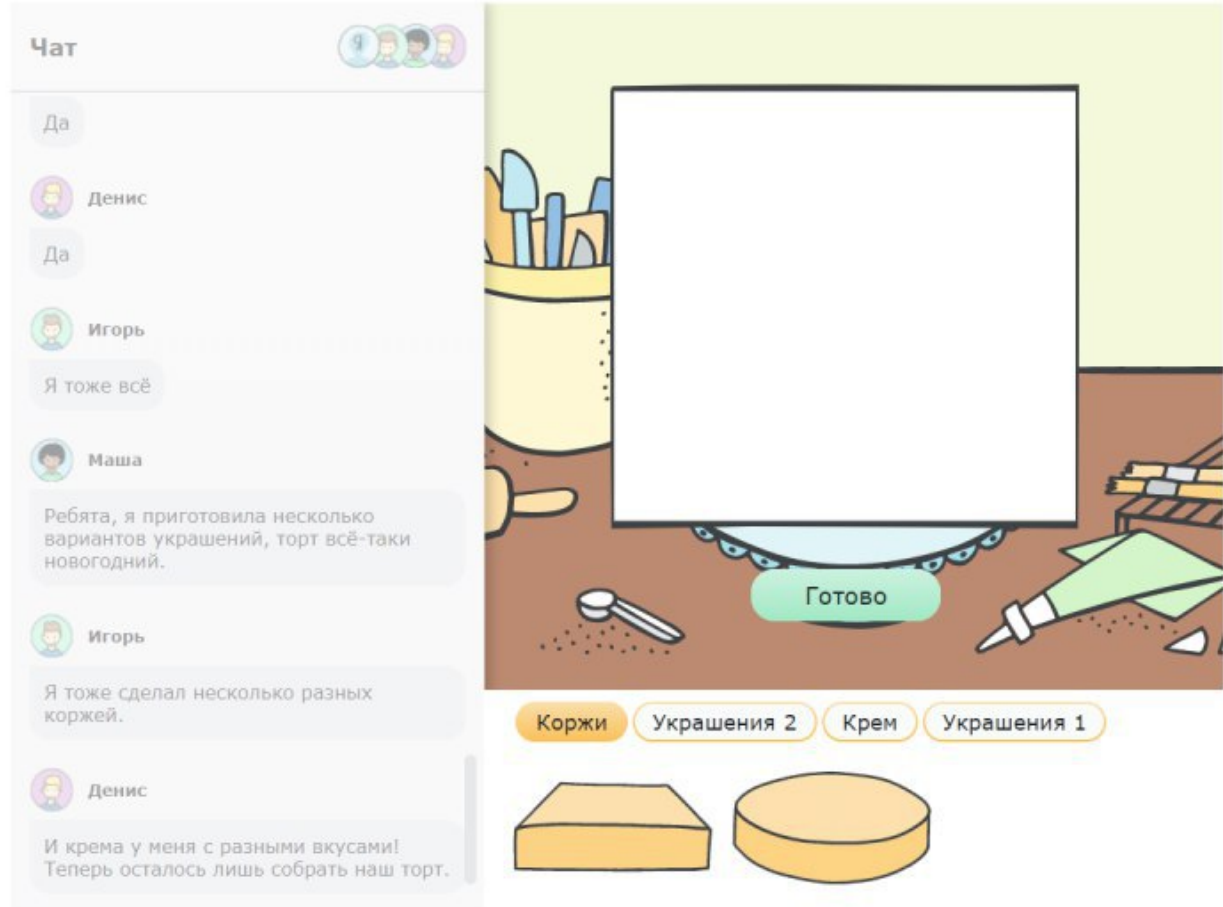 Чат
Я
Да
Денис
Да
Игорь
Я тоже всё
Маша
Ребята, я приготовила несколько
вариантов украшений, торт всё-таки
новогодний.
Игорь
Я тоже сделал несколько разных
коржей.
Денис
И крема у меня с разными вкусами!
Теперь осталось лишь собрать наш торт.
Готово
Коржи Украшения 2 Крем Украшения 1